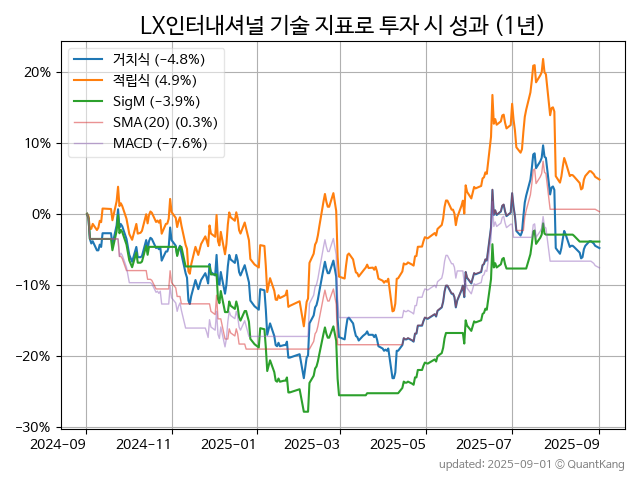 LX인터내셔널 기술 지표로 투자 시 성과 (1년)
거치식 (−4.8%)
적립식 (4.9%)
SigM (−3.9%)
SMA(20) (0.3%)
MACD (−7.6%)
20%
10%
0%
−10%
−20%
−30%
2024-09 2024-11 2025-01 2025-03 2025-05 2025-07 2025-09
updated: 2025-09-01 © QuantKang